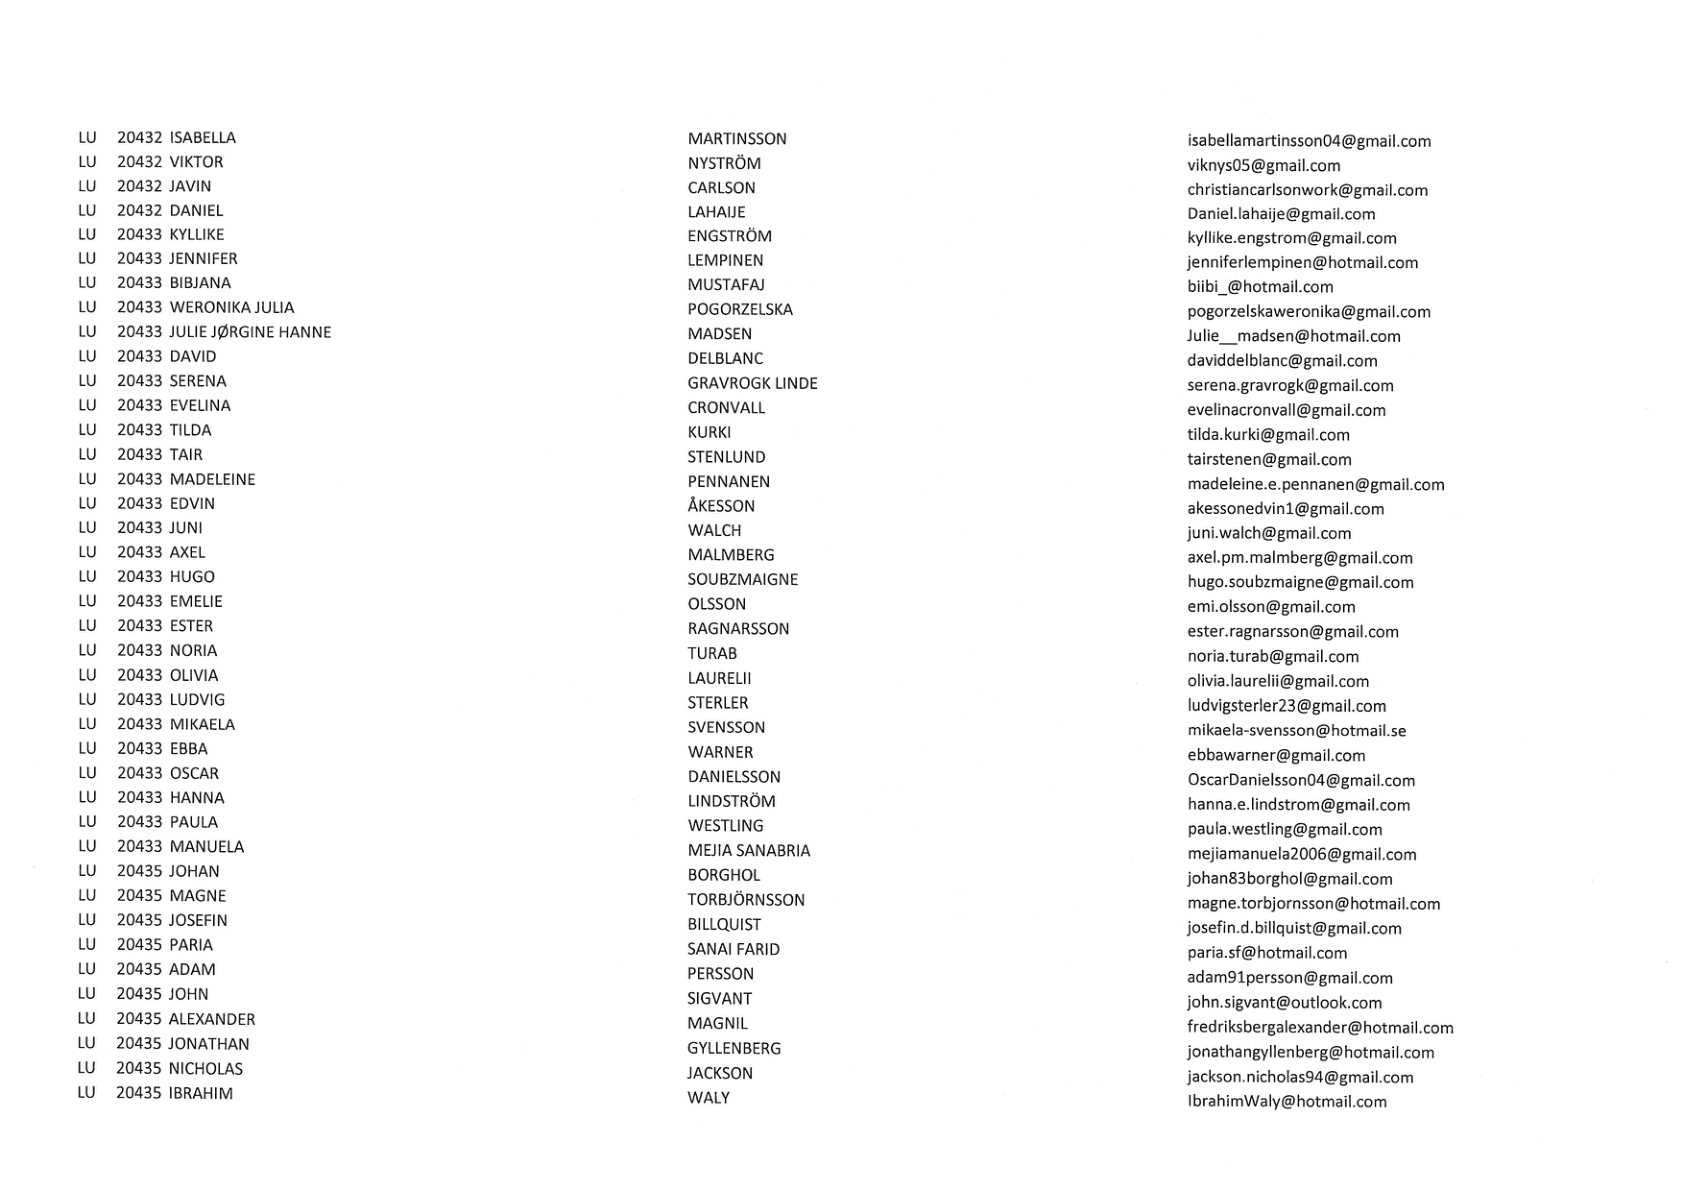 LU 20432 ISABELLA MARTINSSON isabellamartinsson04@gmail.com
LU 20432 VIKTOR NYSTRÖM viknys05@gmail.com
LU 20432 JAVIN CARLSON christiancarlsonwork@gmail.com
LU 20432 DANIEL LAHAIJE Daniel.lahaije@gmail.com
LU 20433 KYLLIKE ENGSTRÖM kyllike.engstrom@gmail.com
LU 20433 JENNIFER LEMPINEN jenniferlempinen@hotmail.com
LU 20433 BIBJANA MUSTAFAJ biibi_@hotmail.com
LU 20433 WERONIKA JULIA POGORZELSKA pogorzelskaweronika@gmail.com
LU 20433 JULIE JØRGINE HANNE MADSEN Julie__madsen@hotmail.com
LU 20433 DAVID DELBLANC daviddelblanc@gmail.com
LU 20433 SERENA GRAVROGK LINDE serena.gravrogk@gmail.com
LU 20433 EVELINA CRONVALL evelinacronvall@gmail.com
LU 20433 TILDA KURKI tilda.kurki@gmail.com
LU 20433 TAIR STENLUND tairstenen@gmail.com
LU 20433 MADELEINE PENNANEN madeleine.e.pennanen@gmail.com
LU 20433 EDVIN ÅKESSON akessonedvin1@gmail.com
LU 20433 JUNI WALCH juni.walch@gmail.com
LU 20433 AXEL MALMBERG axel.pm.malmberg@gmail.com
LU 20433 HUGO SOUBZMAIGNE hugo.soubzmaigne@gmail.com
LU 20433 EMELIE OLSSON emi.olsson@gmail.com
LU 20433 ESTER RAGNARSSON ester.ragnarsson@gmail.com
LU 20433 NORIA TURAB noria.turab@gmail.com
LU 20433 OLIVIA LAURELII olivia.laurelii@gmail.com
LU 20433 LUDVIG STERLER ludvigsterler23@gmail.com
LU 20433 MIKAELA SVENSSON mikaela-svensson@hotmail.se
LU 20433 EBBA WARNER ebbawarner@gmail.com
LU 20433 OSCAR DANIELSSON OscarDanielsson04@gmail.com
LU 20433 HANNA LINDSTRÖM hanna.e.lindstrom@gmail.com
LU 20433 PAULA WESTLING paula.westling@gmail.com
LU 20433 MANUELA MEJIA SANABRIA mejiamanuela2006@gmail.com
LU 20435 JOHAN BORGHOL johan83borghol@gmail.com
LU 20435 MAGNE TORBJÖRNSSON magne.torbjornsson@hotmail.com
LU 20435 JOSEFIN BILLQUIST josefin.d.billquist@gmail.com
LU 20435 PARIA SANAI FARID paria.sf@hotmail.com
LU 20435 ADAM PERSSON adam91persson@gmail.com
LU 20435 JOHN SIGVANT john.sigvant@outlook.com
LU 20435 ALEXANDER MAGNIL fredriksbergalexander@hotmail.com
LU 20435 JONATHAN GYLLENBERG jonathangyllenberg@hotmail.com
LU 20435 NICHOLAS JACKSON jackson.nicholas94@gmail.com
LU 20435 IBRAHIM WALY IbrahimWaly@hotmail.com